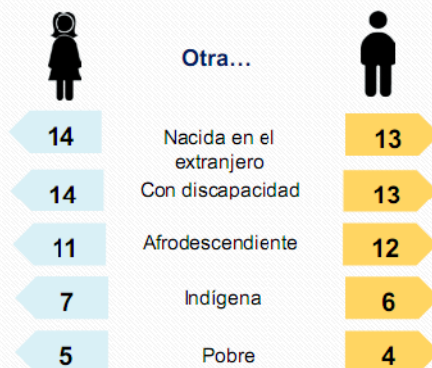 Otra...
14 Nacida en el 13
extranjero
14 Con discapacidad 13
11 Afrodescendiente 12
7 Indígena 6
5 Pobre 4